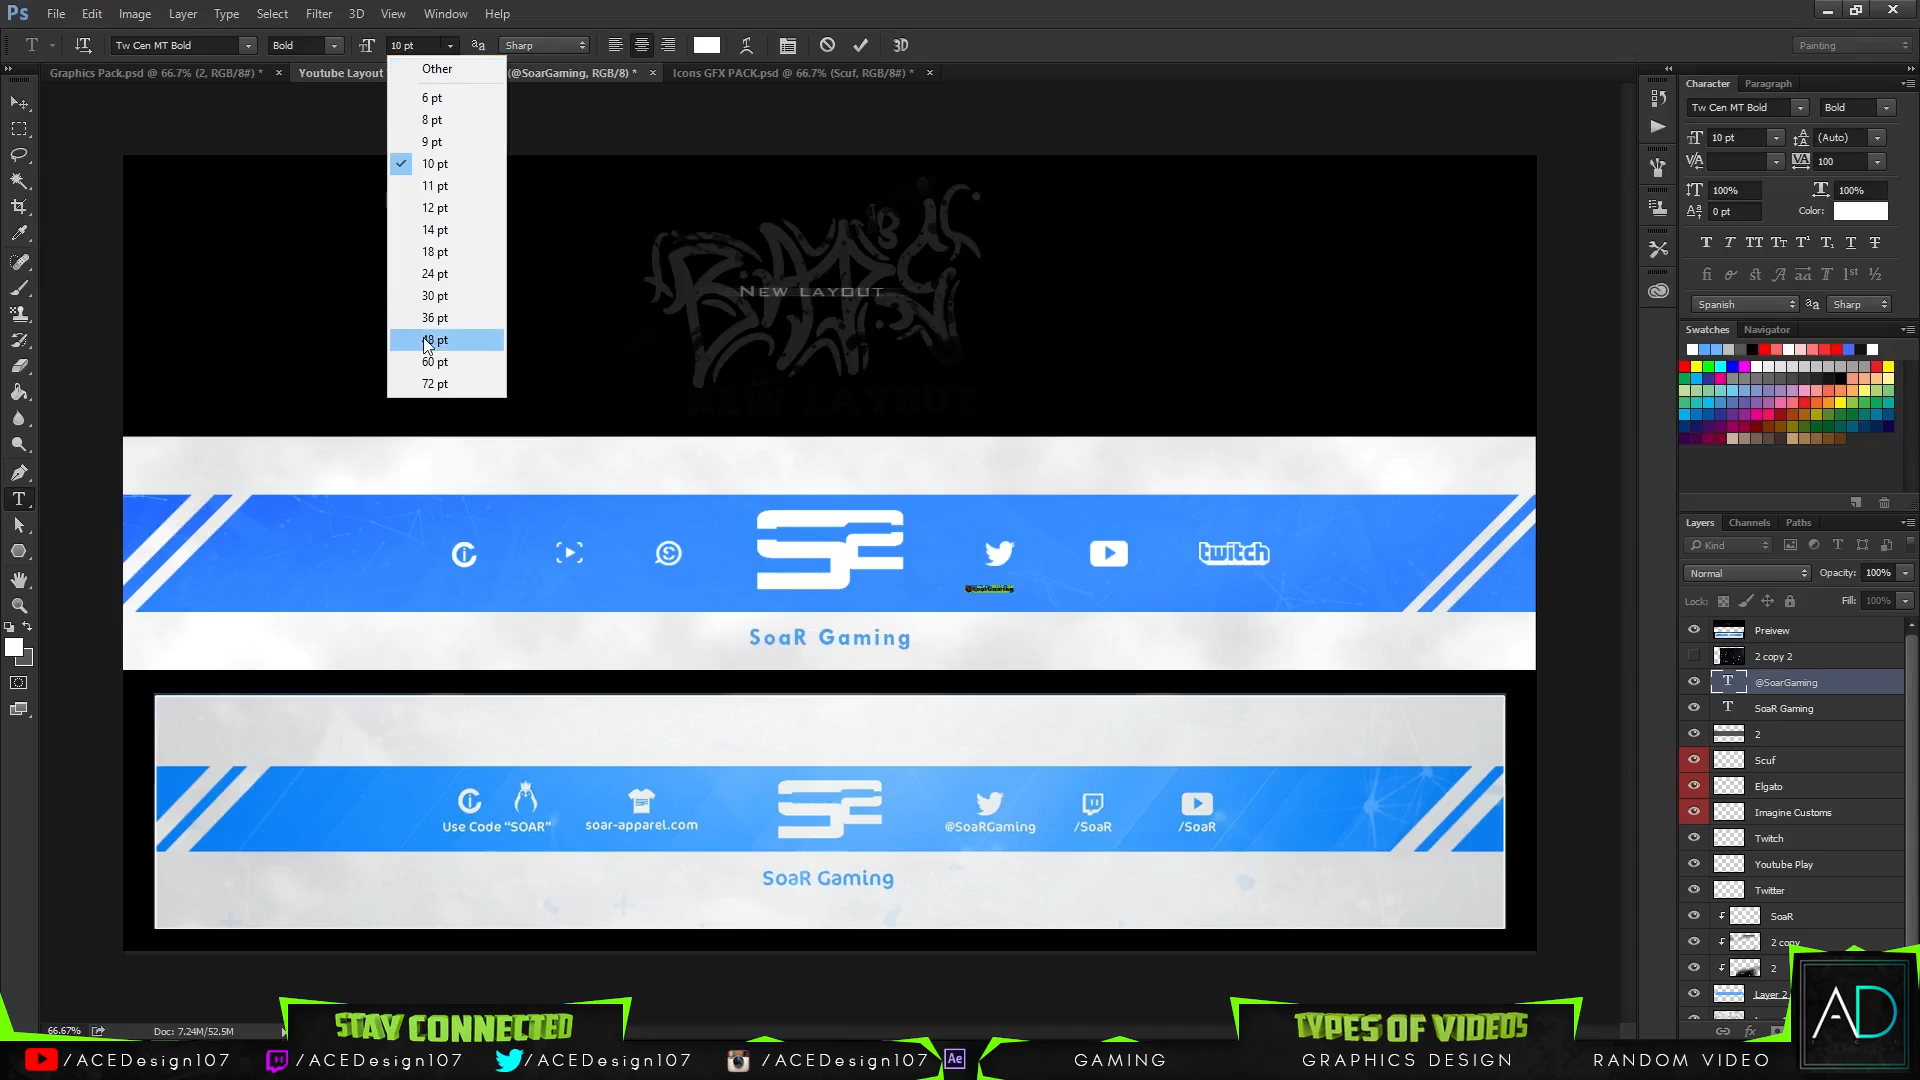 Ps File Edit Image Layer Type Select Filter 3D View Window Help
T Tw Cen MT Bold Bold 10 pt Sharp 3D Painting
Graphics Pack.psd @ 66.7% (2, RGB/8#) * × Youtube Layout (@SoarGaming, RGB/8) * × Icons GFX PACK.psd @ 66.7% (Scuf, RGB/8#) * ×
Other
6 pt
8 pt
9 pt
10 pt
11 pt
12 pt
14 pt
18 pt
24 pt
30 pt
36 pt
48 pt
60 pt
72 pt
NEW LAYOUT
NEW LAYOUT
twitch
@SoarGaming
SoaR Gaming
Use Code "SOAR"
soar-apparel.com
@SoaRGaming
/SoaR
/SoaR
SoaR Gaming
66.67% Doc: 7.24M/52.5M
Character Paragraph
Tw Cen MT Bold Bold
10 pt (Auto)
100
100% 100%
0 pt Color:
Spanish aa Sharp
Swatches Navigator
Layers Channels Paths
Kind
Normal Opacity: 100%
Lock: Fill: 100%
Preivew
2 copy 2
@SoarGaming
SoaR Gaming
2
Scuf
Elgato
Imagine Customs
Twitch
Youtube Play
Twitter
SoaR
2 copy
2
Layer 2
STAY CONNECTED
TYPES OF VIDEOS
/ACEDesign107 /ACEDesign107 /ACEDesign107 /ACEDesign107 Ae GAMING GRAPHICS DESIGN RANDOM VIDEO
AD